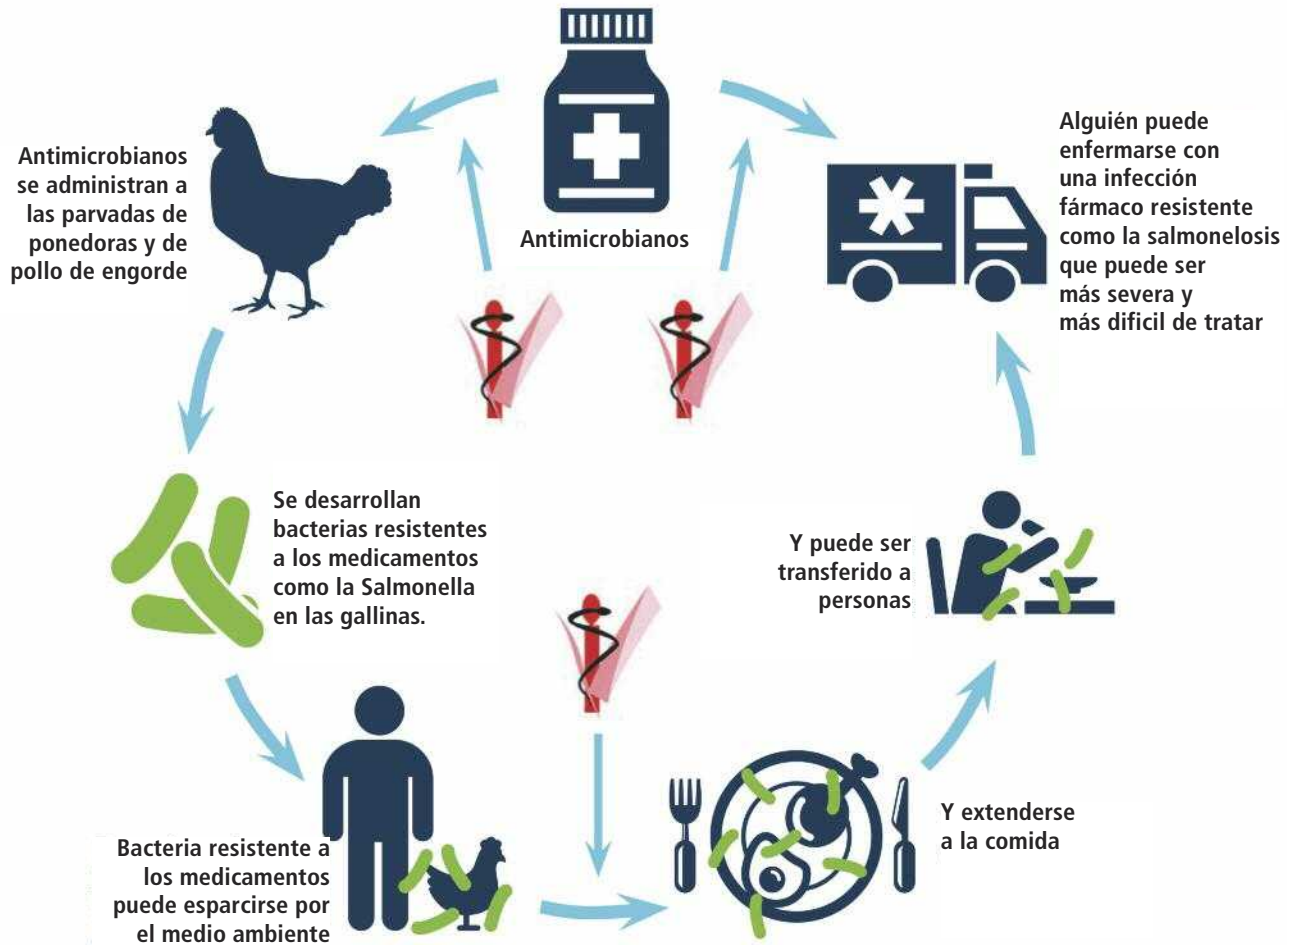 Antimicrobianos
Antimicrobianos
se administran a
las parvadas de
ponedoras y de
pollo de engorde
Se desarrollan
bacterias resistentes
a los medicamentos
como la Salmonella
en las gallinas.
Bacteria resistente a
los medicamentos
puede esparcirse por
el medio ambiente
Y extenderse
a la comida
Y puede ser
transferido a
personas
Alguién puede
enfermarse con
una infección
fármaco resistente
como la salmonelosis
que puede ser
más severa y
más dificil de tratar